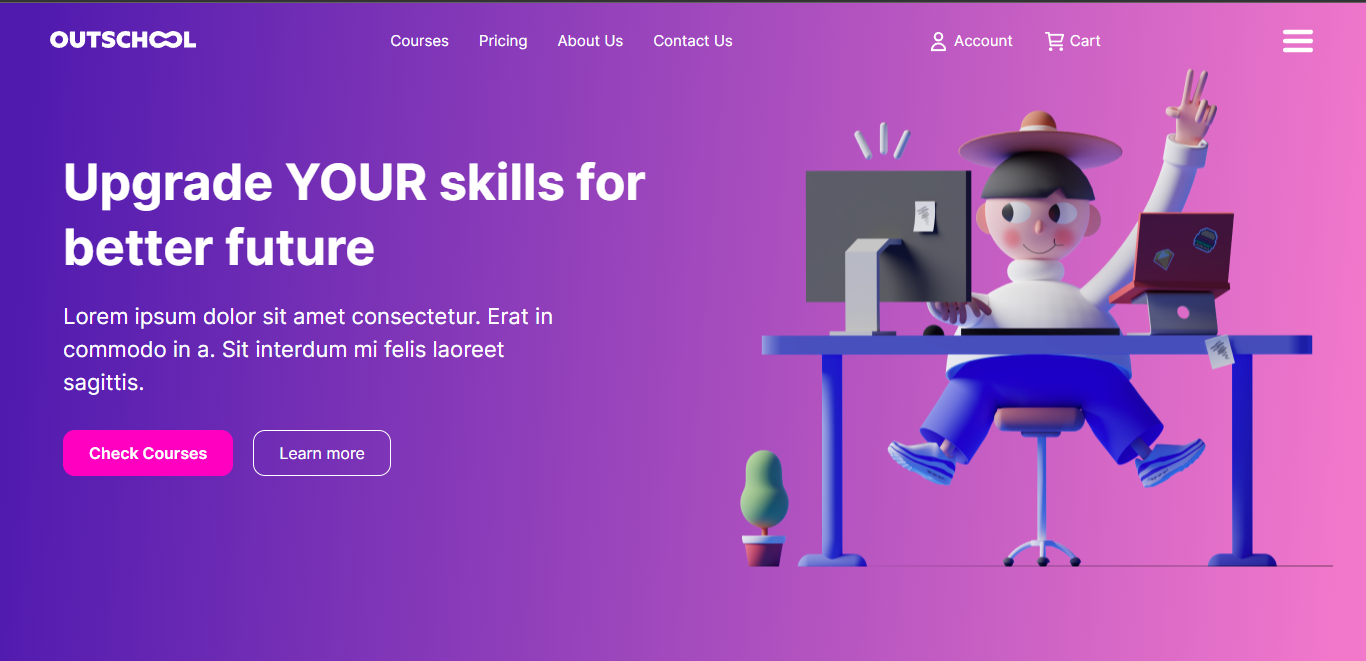 OUTSCHOOL
Courses Pricing About Us Contact Us
Account Cart
Upgrade YOUR skills for
better future
Lorem ipsum dolor sit amet consectetur. Erat in
commodo in a. Sit interdum mi felis laoreet
sagittis.
Check Courses
Learn more